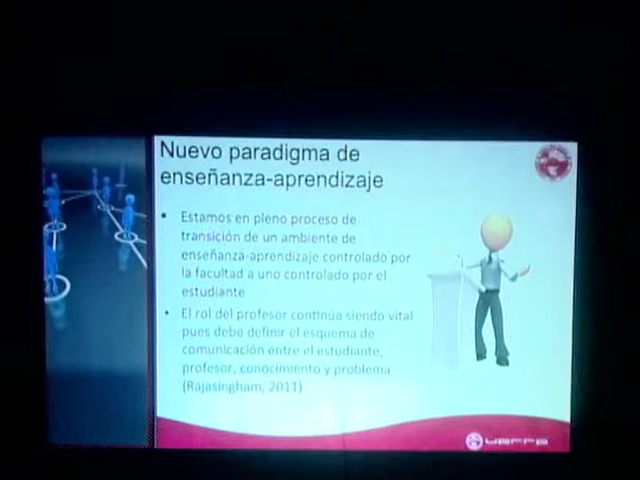 Nuevo paradigma de
enseñanza-aprendizaje
• Estamos en pleno proceso de
transición de un ambiente de
enseñanza-aprendizaje controlado por
la facultad a uno controlado por el
estudiante
• El rol del profesor continúa siendo vital
pues debe definir el esquema de
comunicación entre el estudiante,
profesor, conocimiento y problema
(Rajasingham, 2011)